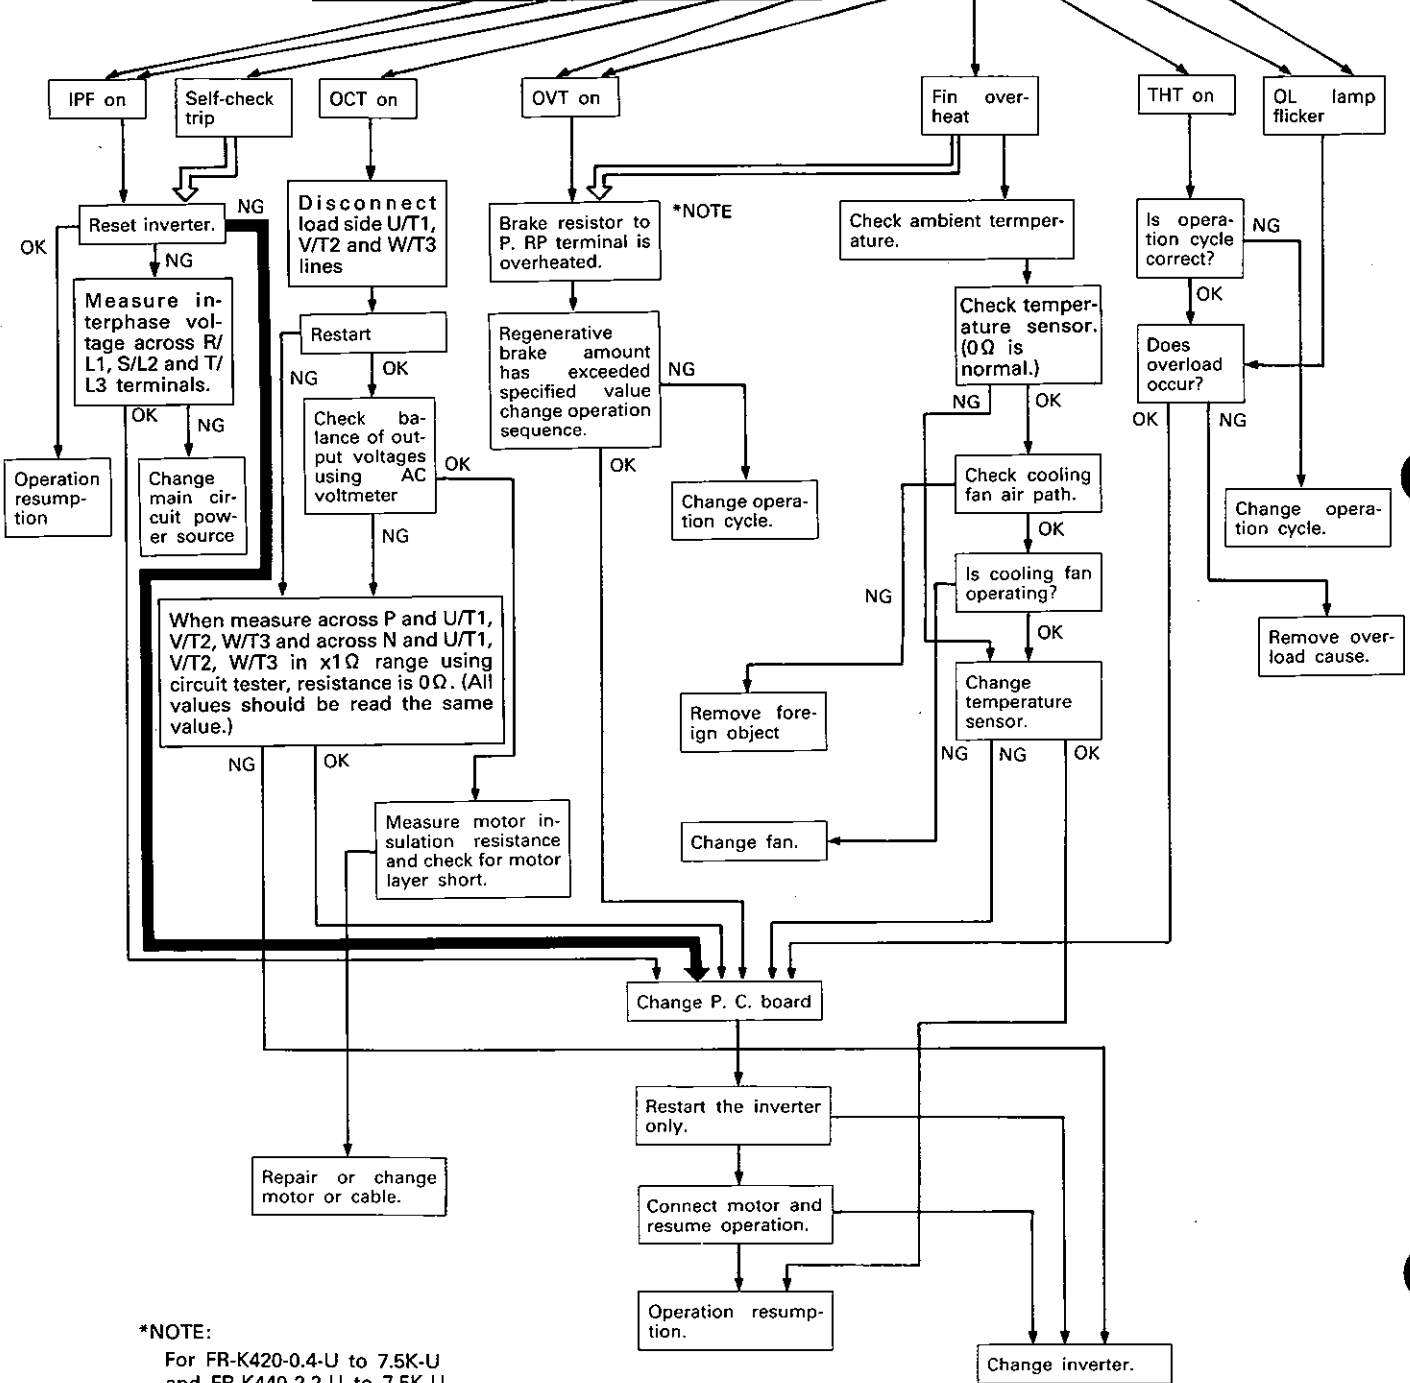 IPF on
Self-check
trip
OCT on
OVT on
Fin over-
heat
THT on
OL lamp
flicker
Reset inverter.
NG
OK
NG
Disconnect
load side U/T1,
V/T2 and W/T3
lines
Brake resistor to
P. RP terminal is
overheated.
*NOTE
Check ambient termper-
ature.
Is opera-
tion cycle
correct?
NG
OK
Measure in-
terphase vol-
tage across R/
L1, S/L2 and T/
L3 terminals.
OK
NG
Restart
NG
OK
Regenerative
brake amount
has exceeded
specified value
change operation
sequence.
NG
OK
Check temper-
ature sensor.
(0Ω is
normal.)
NG
OK
Does
overload
occur?
OK
NG
Operation
resump-
tion
Change
main cir-
cuit pow-
er source
Check ba-
lance of out-
put voltages
using AC
voltmeter
OK
NG
Change opera-
tion cycle.
Check cooling
fan air path.
OK
NG
Change opera-
tion cycle.
Is cooling fan
operating?
OK
When measure across P and U/T1,
V/T2, W/T3 and across N and U/T1,
V/T2, W/T3 in x1Ω range using
circuit tester, resistance is 0Ω. (All
values should be read the same
value.)
NG
OK
Remove over-
load cause.
Remove fore-
ign object
Change
temperature
sensor.
NG
NG
OK
Measure motor in-
sulation resistance
and check for motor
layer short.
Change fan.
Change P. C. board
Restart the inverter
only.
Repair or change
motor or cable.
Connect motor and
resume operation.
Operation resump-
tion.
Change inverter.
*NOTE:
For FR-K420-0.4-U to 7.5K-U
and FR-K440-2.2-U to 7.5K-U